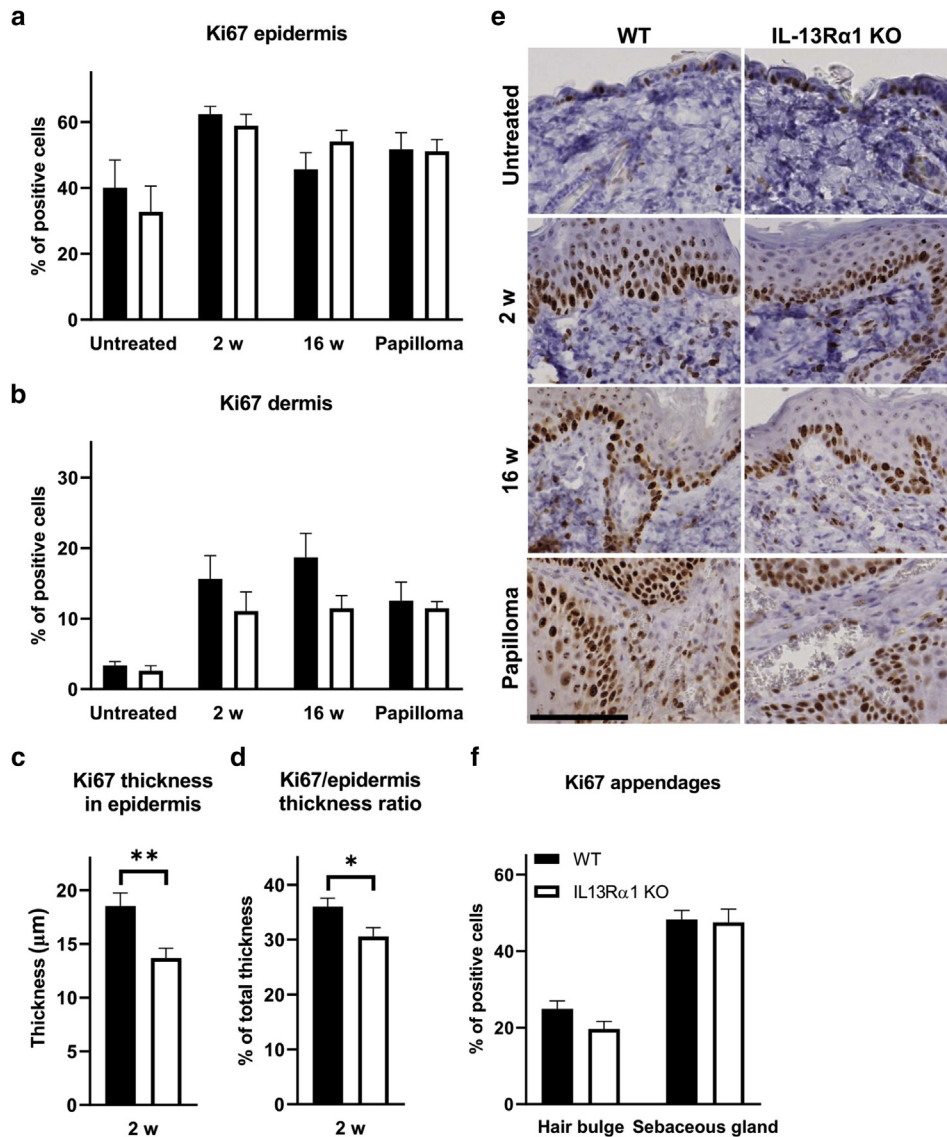 a
Ki67 epidermis
% of positive cells
60
40
20
0
Untreated 2 w 16 w Papilloma
b
Ki67 dermis
% of positive cells
30
20
10
0
Untreated 2 w 16 w Papilloma
c
Ki67 thickness
in epidermis
**
Thickness (μm)
20
15
10
5
0
2 w
d
Ki67/epidermis
thickness ratio
*
% of total thickness
40
30
20
10
0
2 w
e
WT IL-13Rα1 KO
Untreated
2 w
16 w
Papilloma
f
Ki67 appendages
WT
IL13Rα1 KO
% of positive cells
60
40
20
0
Hair bulge Sebaceous gland